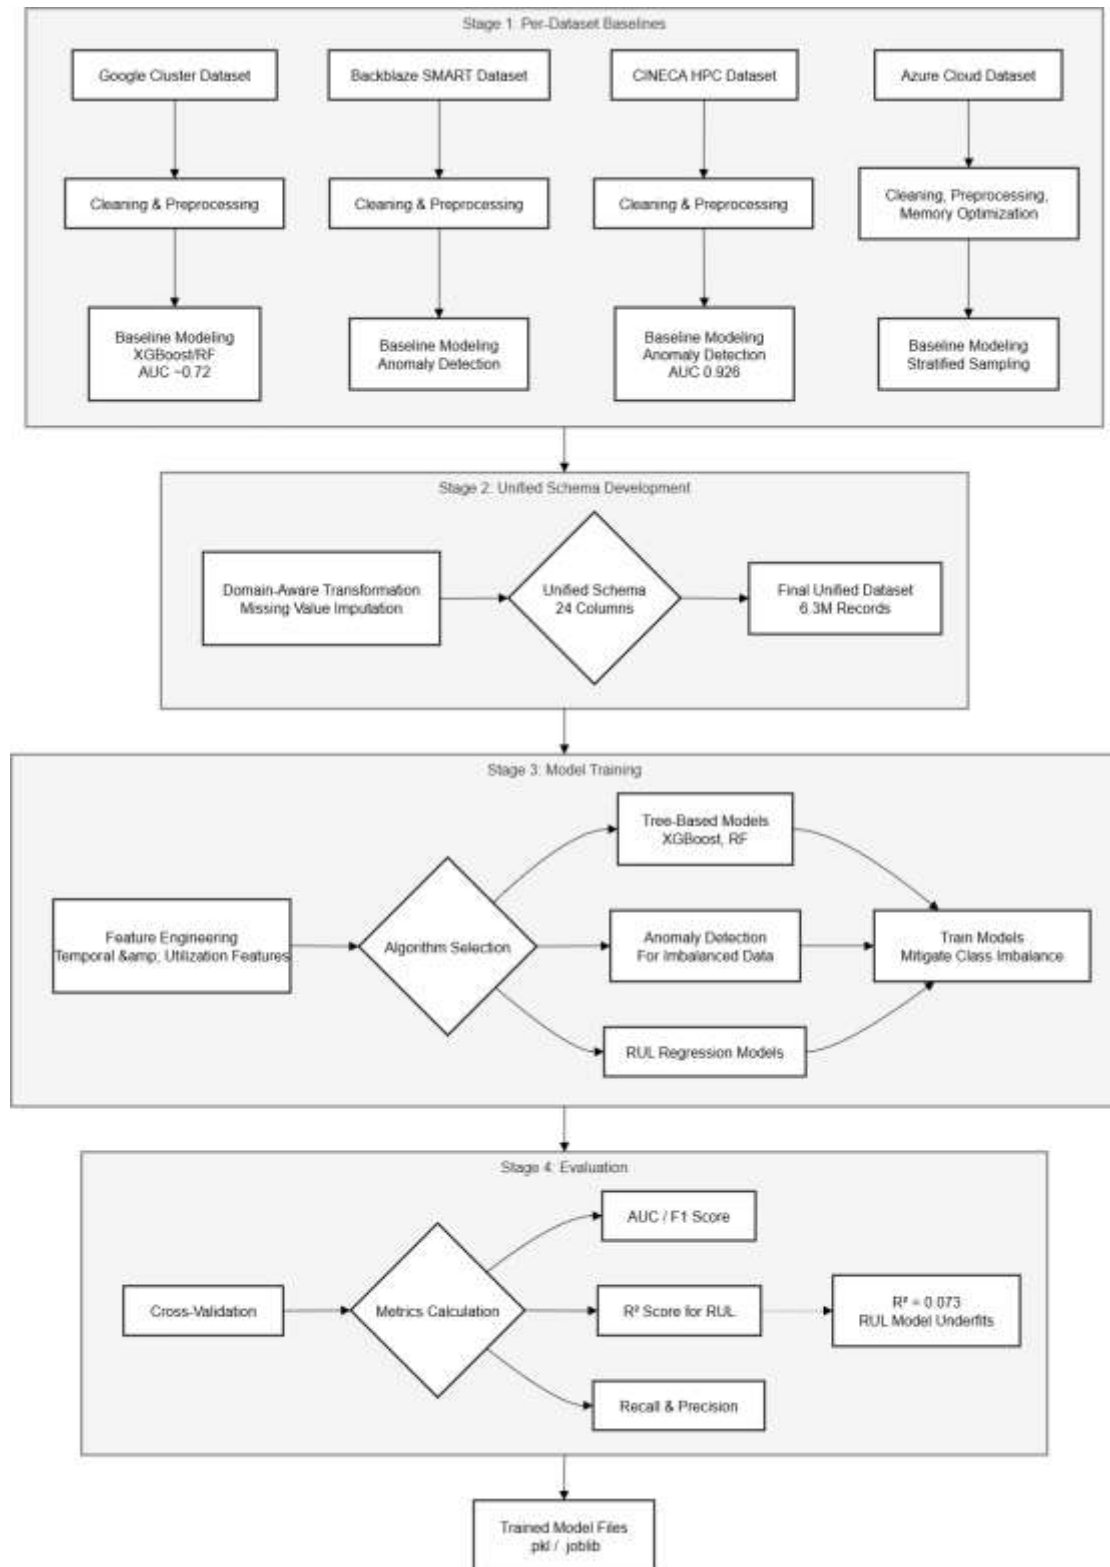 Stage 1: Per-Dataset Baselines
Google Cluster Dataset
Backblaze SMART Dataset
CINECA HPC Dataset
Azure Cloud Dataset
Cleaning & Preprocessing
Cleaning & Preprocessing
Cleaning & Preprocessing
Cleaning, Preprocessing,
Memory Optimization
Baseline Modeling
XGBoost/RF
AUC ~0.72
Baseline Modeling
Anomaly Detection
Baseline Modeling
Anomaly Detection
AUC 0.926
Baseline Modeling
Stratified Sampling
Stage 2: Unified Schema Development
Domain-Aware Transformation
Missing Value Imputation
Unified Schema
24 Columns
Final Unified Dataset
6.3M Records
Stage 3: Model Training
Feature Engineering
Temporal &amp; Utilization Features
Algorithm Selection
Tree-Based Models
XGBoost, RF
Anomaly Detection
For Imbalanced Data
RUL Regression Models
Train Models
Mitigate Class Imbalance
Stage 4: Evaluation
Cross-Validation
Metrics Calculation
AUC / F1 Score
R² Score for RUL
Recall & Precision
R² = 0.073
RUL Model Underfits
Trained Model Files
.pkl / .joblib